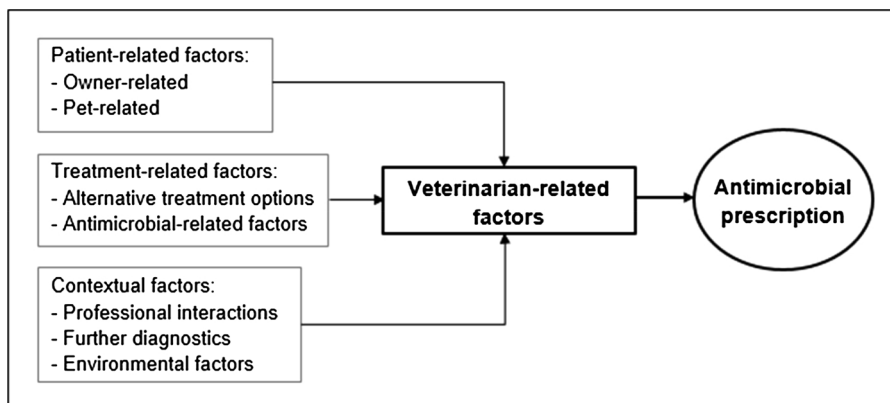 Patient-related factors:
- Owner-related
- Pet-related
Treatment-related factors:
- Alternative treatment options
- Antimicrobial-related factors
Contextual factors:
- Professional interactions
- Further diagnostics
- Environmental factors
Veterinarian-related
factors
Antimicrobial
prescription